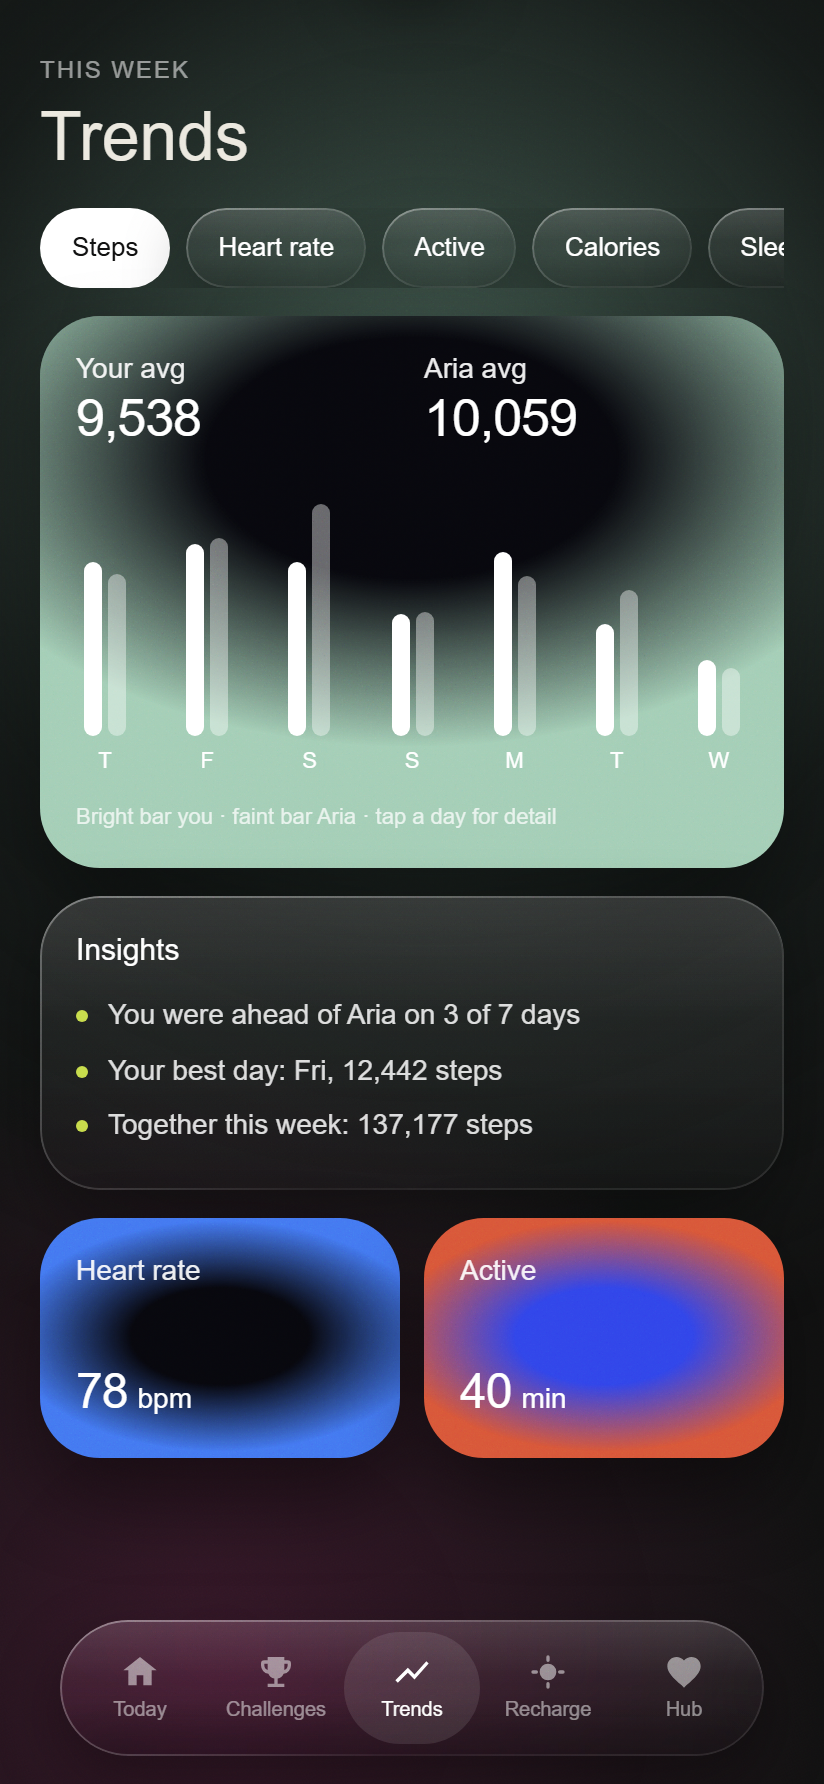 THIS WEEK
Trends
Steps Heart rate Active Calories Slee
Your avg Aria avg
9,538 10,059
T F S S M T W
Bright bar you · faint bar Aria · tap a day for detail
Insights
You were ahead of Aria on 3 of 7 days
Your best day: Fri, 12,442 steps
Together this week: 137,177 steps
Heart rate Active
78 bpm 40 min
Today Challenges Trends Recharge Hub